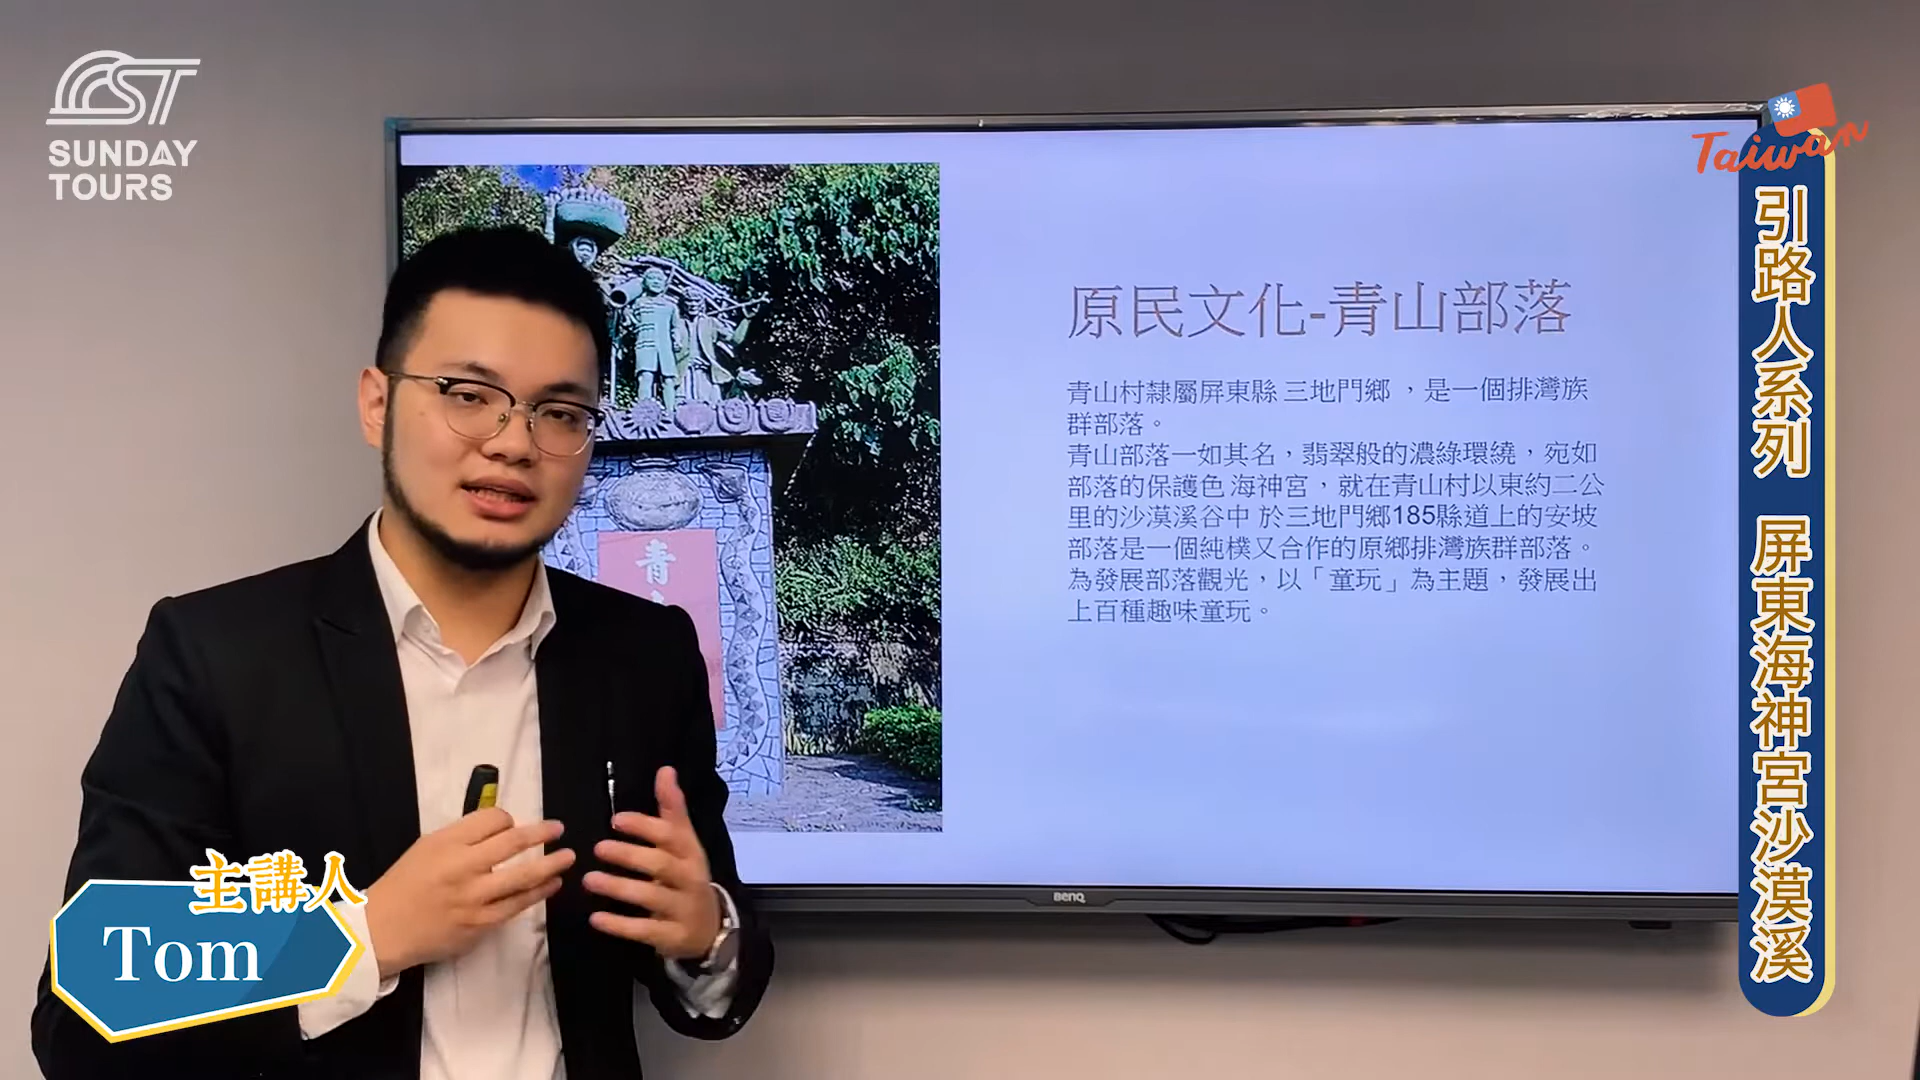 ST
SUNDAY
TOURS
Taiwan
引路人系列 屏東海神宮沙漠溪
原民文化-青山部落
青山村隸屬屏東縣 三地門鄉 ，是一個排灣族
群部落。
青山部落一如其名，翡翠般的濃綠環繞，宛如
部落的保護色 海神宮，就在青山村以東約二公
里的沙漠溪谷中 於三地門鄉185縣道上的安坡
部落是一個純樸又合作的原鄉排灣族群部落。
為發展部落觀光，以「童玩」為主題，發展出
上百種趣味童玩。
青
BenQ
主講人
Tom